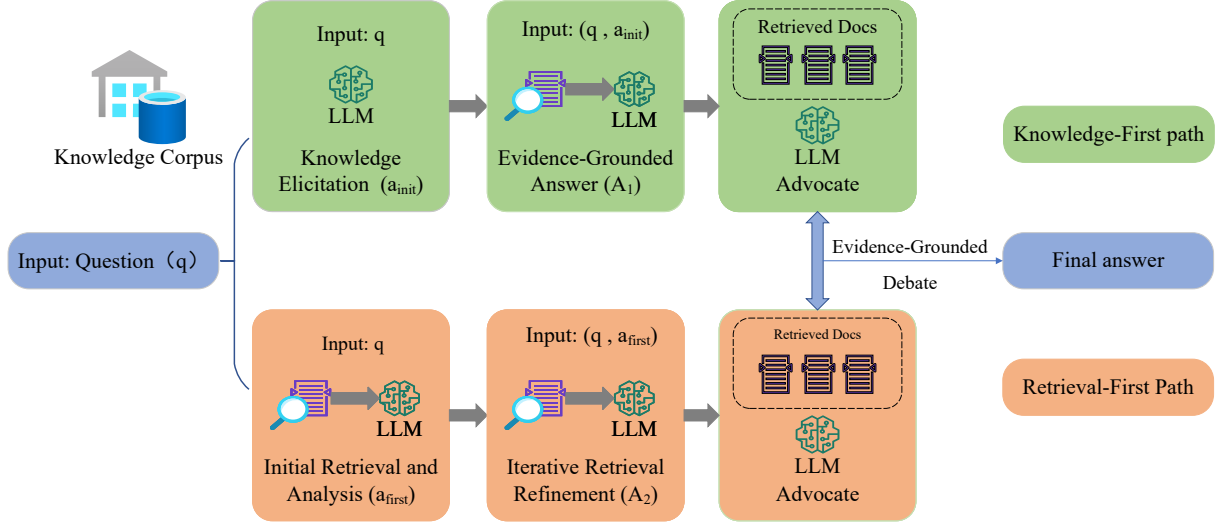 Knowledge Corpus
Input: Question（q）
Input: q
LLM
Knowledge
Elicitation (a_init)
Input: (q , a_init)
LLM
Evidence-Grounded
Answer (A_1)
Retrieved Docs
LLM
Advocate
Knowledge-First path
Evidence-Grounded
Debate
Final answer
Input: q
LLM
Initial Retrieval and
Analysis (a_first)
Input: (q , a_first)
LLM
Iterative Retrieval
Refinement (A_2)
Retrieved Docs
LLM
Advocate
Retrieval-First Path